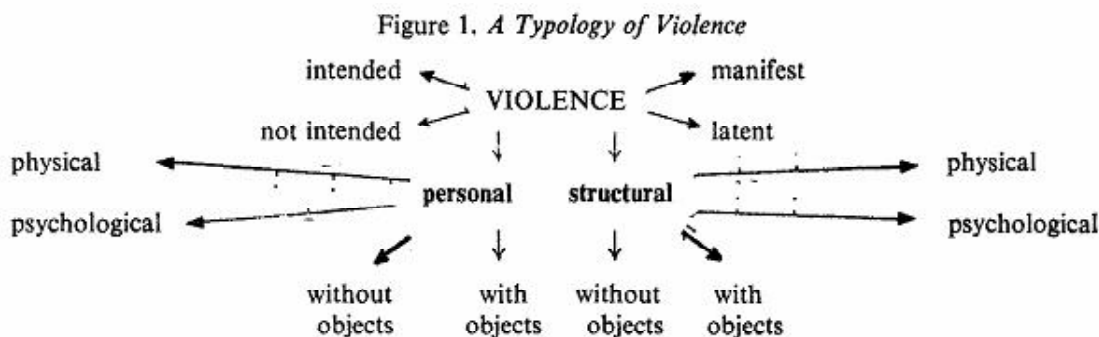 Figure 1. A Typology of Violence
intended
manifest
VIOLENCE
not intended
latent
physical
physical
personal
structural
psychological
psychological
without
objects
with
objects
without
objects
with
objects